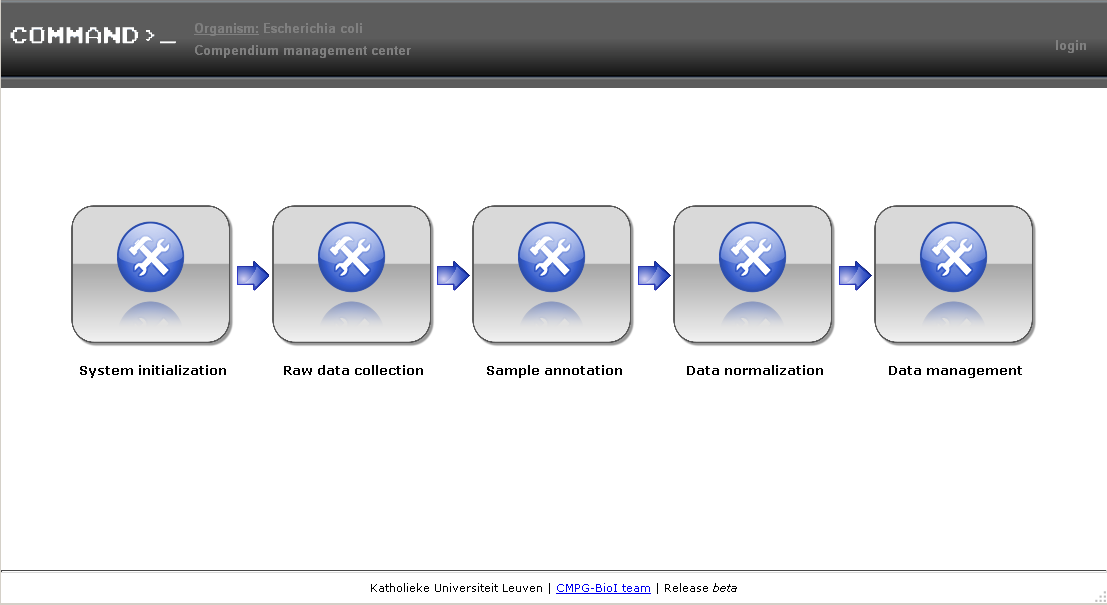 COMMAND>_
Organism: Escherichia coli
Compendium management center
login
System initialization
Raw data collection
Sample annotation
Data normalization
Data management
Katholieke Universiteit Leuven | CMPG-BioI team | Release beta